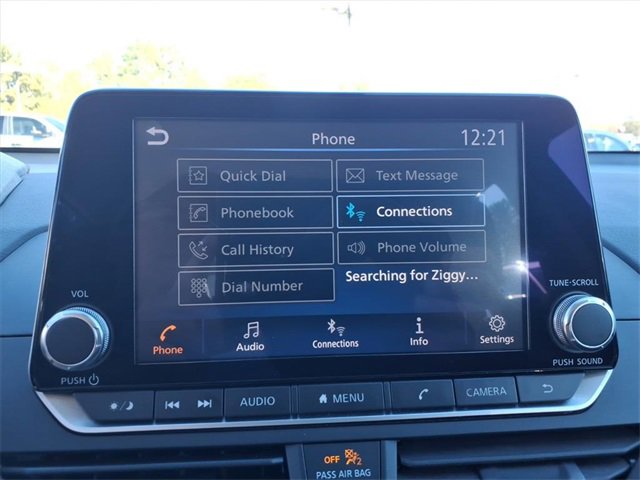 Phone 12:21
Quick Dial Text Message
Phonebook Connections
Call History Phone Volume
Dial Number Searching for Ziggy...
Phone Audio Connections Info Settings
VOL
PUSH
TUNE·SCROLL
PUSH SOUND
AUDIO MENU CAMERA
OFF 2
PASS AIR BAG